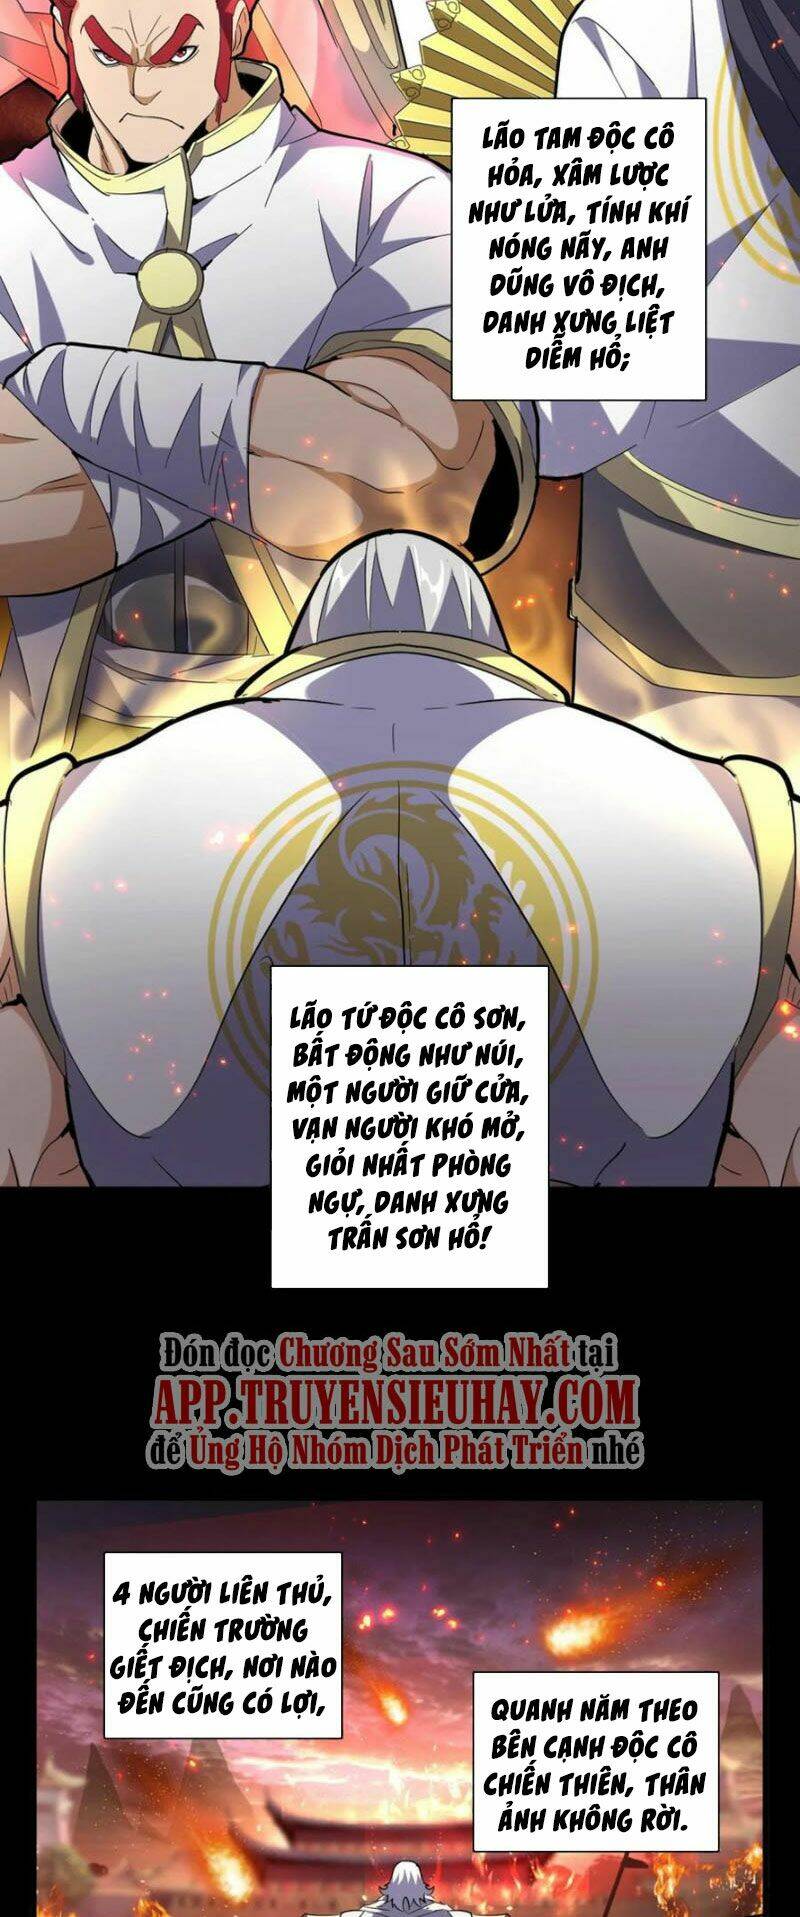 LÃO TAM ĐỘC CÔ
HỎA, XÂM LƯỢC
NHƯ LỬA, TÍNH KHÍ
NÓNG NÃY, ANH
DŨNG VÔ ĐỊCH,
DANH XƯNG LIỆT
DIỄM HỔ;
LÃO TỨ ĐỘC CÔ SƠN,
BẤT ĐỘNG NHƯ NÚI,
MỘT NGƯỜI GIỮ CỬA,
VẠN NGƯỜI KHÓ MỞ,
GIỎI NHẤT PHÒNG
NGỰ, DANH XƯNG
TRẤN SƠN HỔ!
Đón đọc Chương Sau Sớm Nhất tại
APP.TRUYENSIEUHAY.COM
để Ủng Hộ Nhóm Dịch Phát Triển nhé
4 NGƯỜI LIÊN THỦ,
CHIẾN TRƯỜNG
GIẾT ĐỊCH, NƠI NÀO
ĐẾN CŨNG CÓ LỢI,
QUANH NĂM THEO
BÊN CẠNH ĐỘC CÔ
CHIẾN THIÊN, THÂN
ẢNH KHÔNG RỜI.